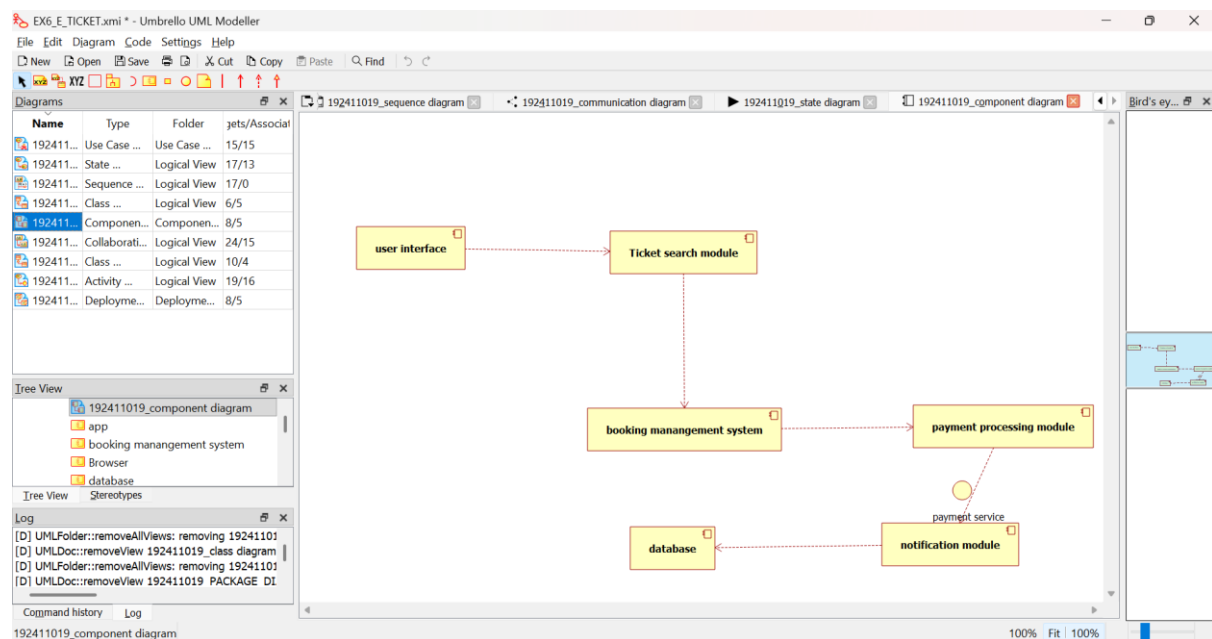 EX6_E_TICKET.xmi * - Umbrello UML Modeller
File Edit Diagram Code Settings Help
New Open Save Cut Copy Paste Find
XYZ XYZ
Diagrams
Name Type Folder gets/Associat
192411... Use Case ... Use Case ... 15/15
192411... State ... Logical View 17/13
192411... Sequence ... Logical View 17/0
192411... Class ... Logical View 6/5
192411... Componen... Componen... 8/5
192411... Collaborati... Logical View 24/15
192411... Class ... Logical View 10/4
192411... Activity ... Logical View 19/16
192411... Deployme... Deployme... 8/5
Tree View
192411019_component diagram
app
booking manangement system
Browser
database
Tree View Stereotypes
Log
[D] UMLFolder::removeAllViews: removing 19241101
[D] UMLDoc::removeView 192411019_class diagram
[D] UMLFolder::removeAllViews: removing 19241101
[D] UMLDoc::removeView 192411019 PACKAGE DI
Command history Log
192411019_component diagram
192411019_sequence diagram 192411019_communication diagram 192411019_state diagram 192411019_component diagram
user interface
Ticket search module
booking manangement system
payment processing module
payment service
notification module
database
Bird's ey...
100% Fit 100%